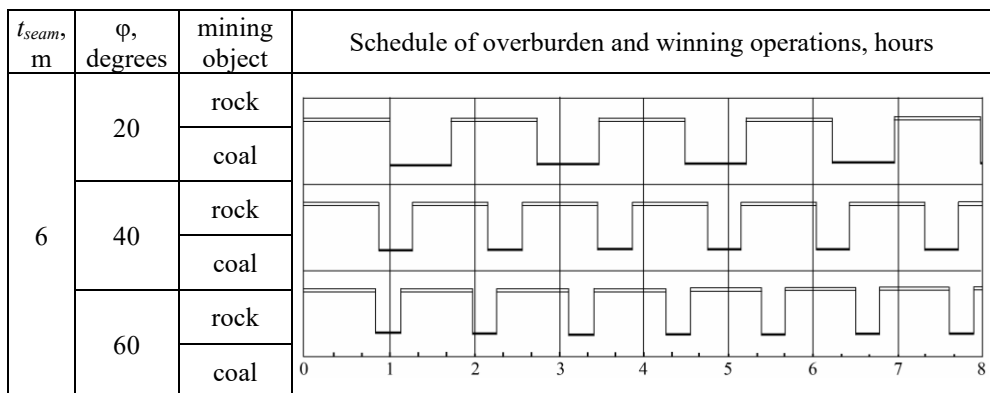 t_seam, m
φ, degrees
mining object
Schedule of overburden and winning operations, hours
6
20
rock
coal
40
rock
coal
60
rock
coal
0 1 2 3 4 5 6 7 8